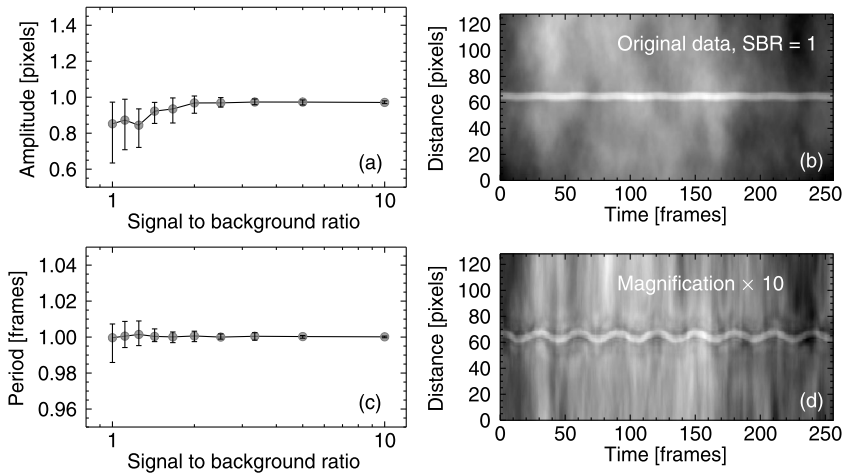 1.4
1.2
1.0
0.8
0.6
Amplitude [pixels]
(a)
1
10
Signal to background ratio
120
100
80
60
40
20
0
Distance [pixels]
Original data, SBR = 1
(b)
0 50 100 150 200 250
Time [frames]
1.04
1.02
1.00
0.98
0.96
Period [frames]
(c)
1
10
Signal to background ratio
120
100
80
60
40
20
0
Distance [pixels]
Magnification × 10
(d)
0 50 100 150 200 250
Time [frames]